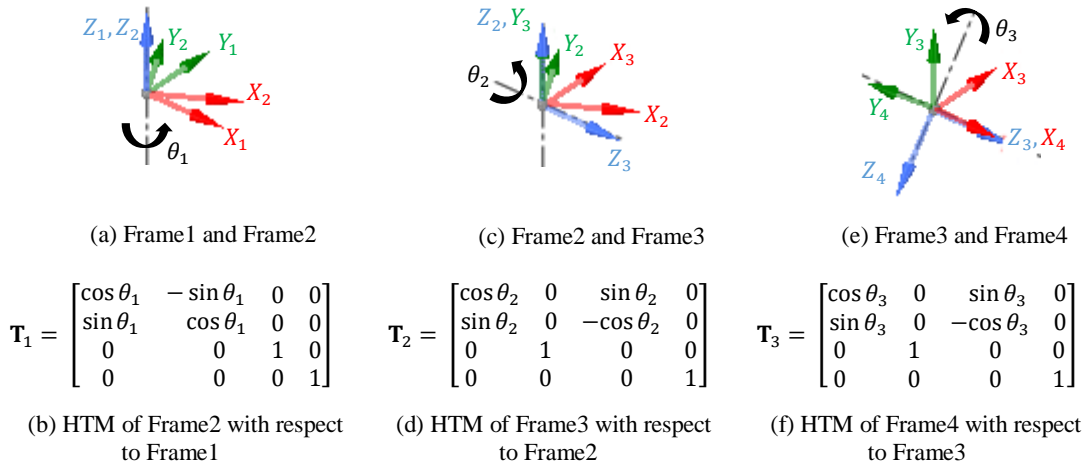 Z₁, Z₂
Y₂
Y₁
X₂
X₁
θ₁
Z₂, Y₃
Y₂
X₃
θ₂
X₂
Z₃
θ₃
Y₃
X₃
Y₄
Z₃, X₄
Z₄
(a) Frame1 and Frame2
(c) Frame2 and Frame3
(e) Frame3 and Frame4
T₁ = [cos θ₁ − sin θ₁ 0 0
sin θ₁ cos θ₁ 0 0
0 0 1 0
0 0 0 1]
T₂ = [cos θ₂ 0 sin θ₂ 0
sin θ₂ 0 −cos θ₂ 0
0 1 0 0
0 0 0 1]
T₃ = [cos θ₃ 0 sin θ₃ 0
sin θ₃ 0 −cos θ₃ 0
0 1 0 0
0 0 0 1]
(b) HTM of Frame2 with respect
to Frame1
(d) HTM of Frame3 with respect
to Frame2
(f) HTM of Frame4 with respect
to Frame3